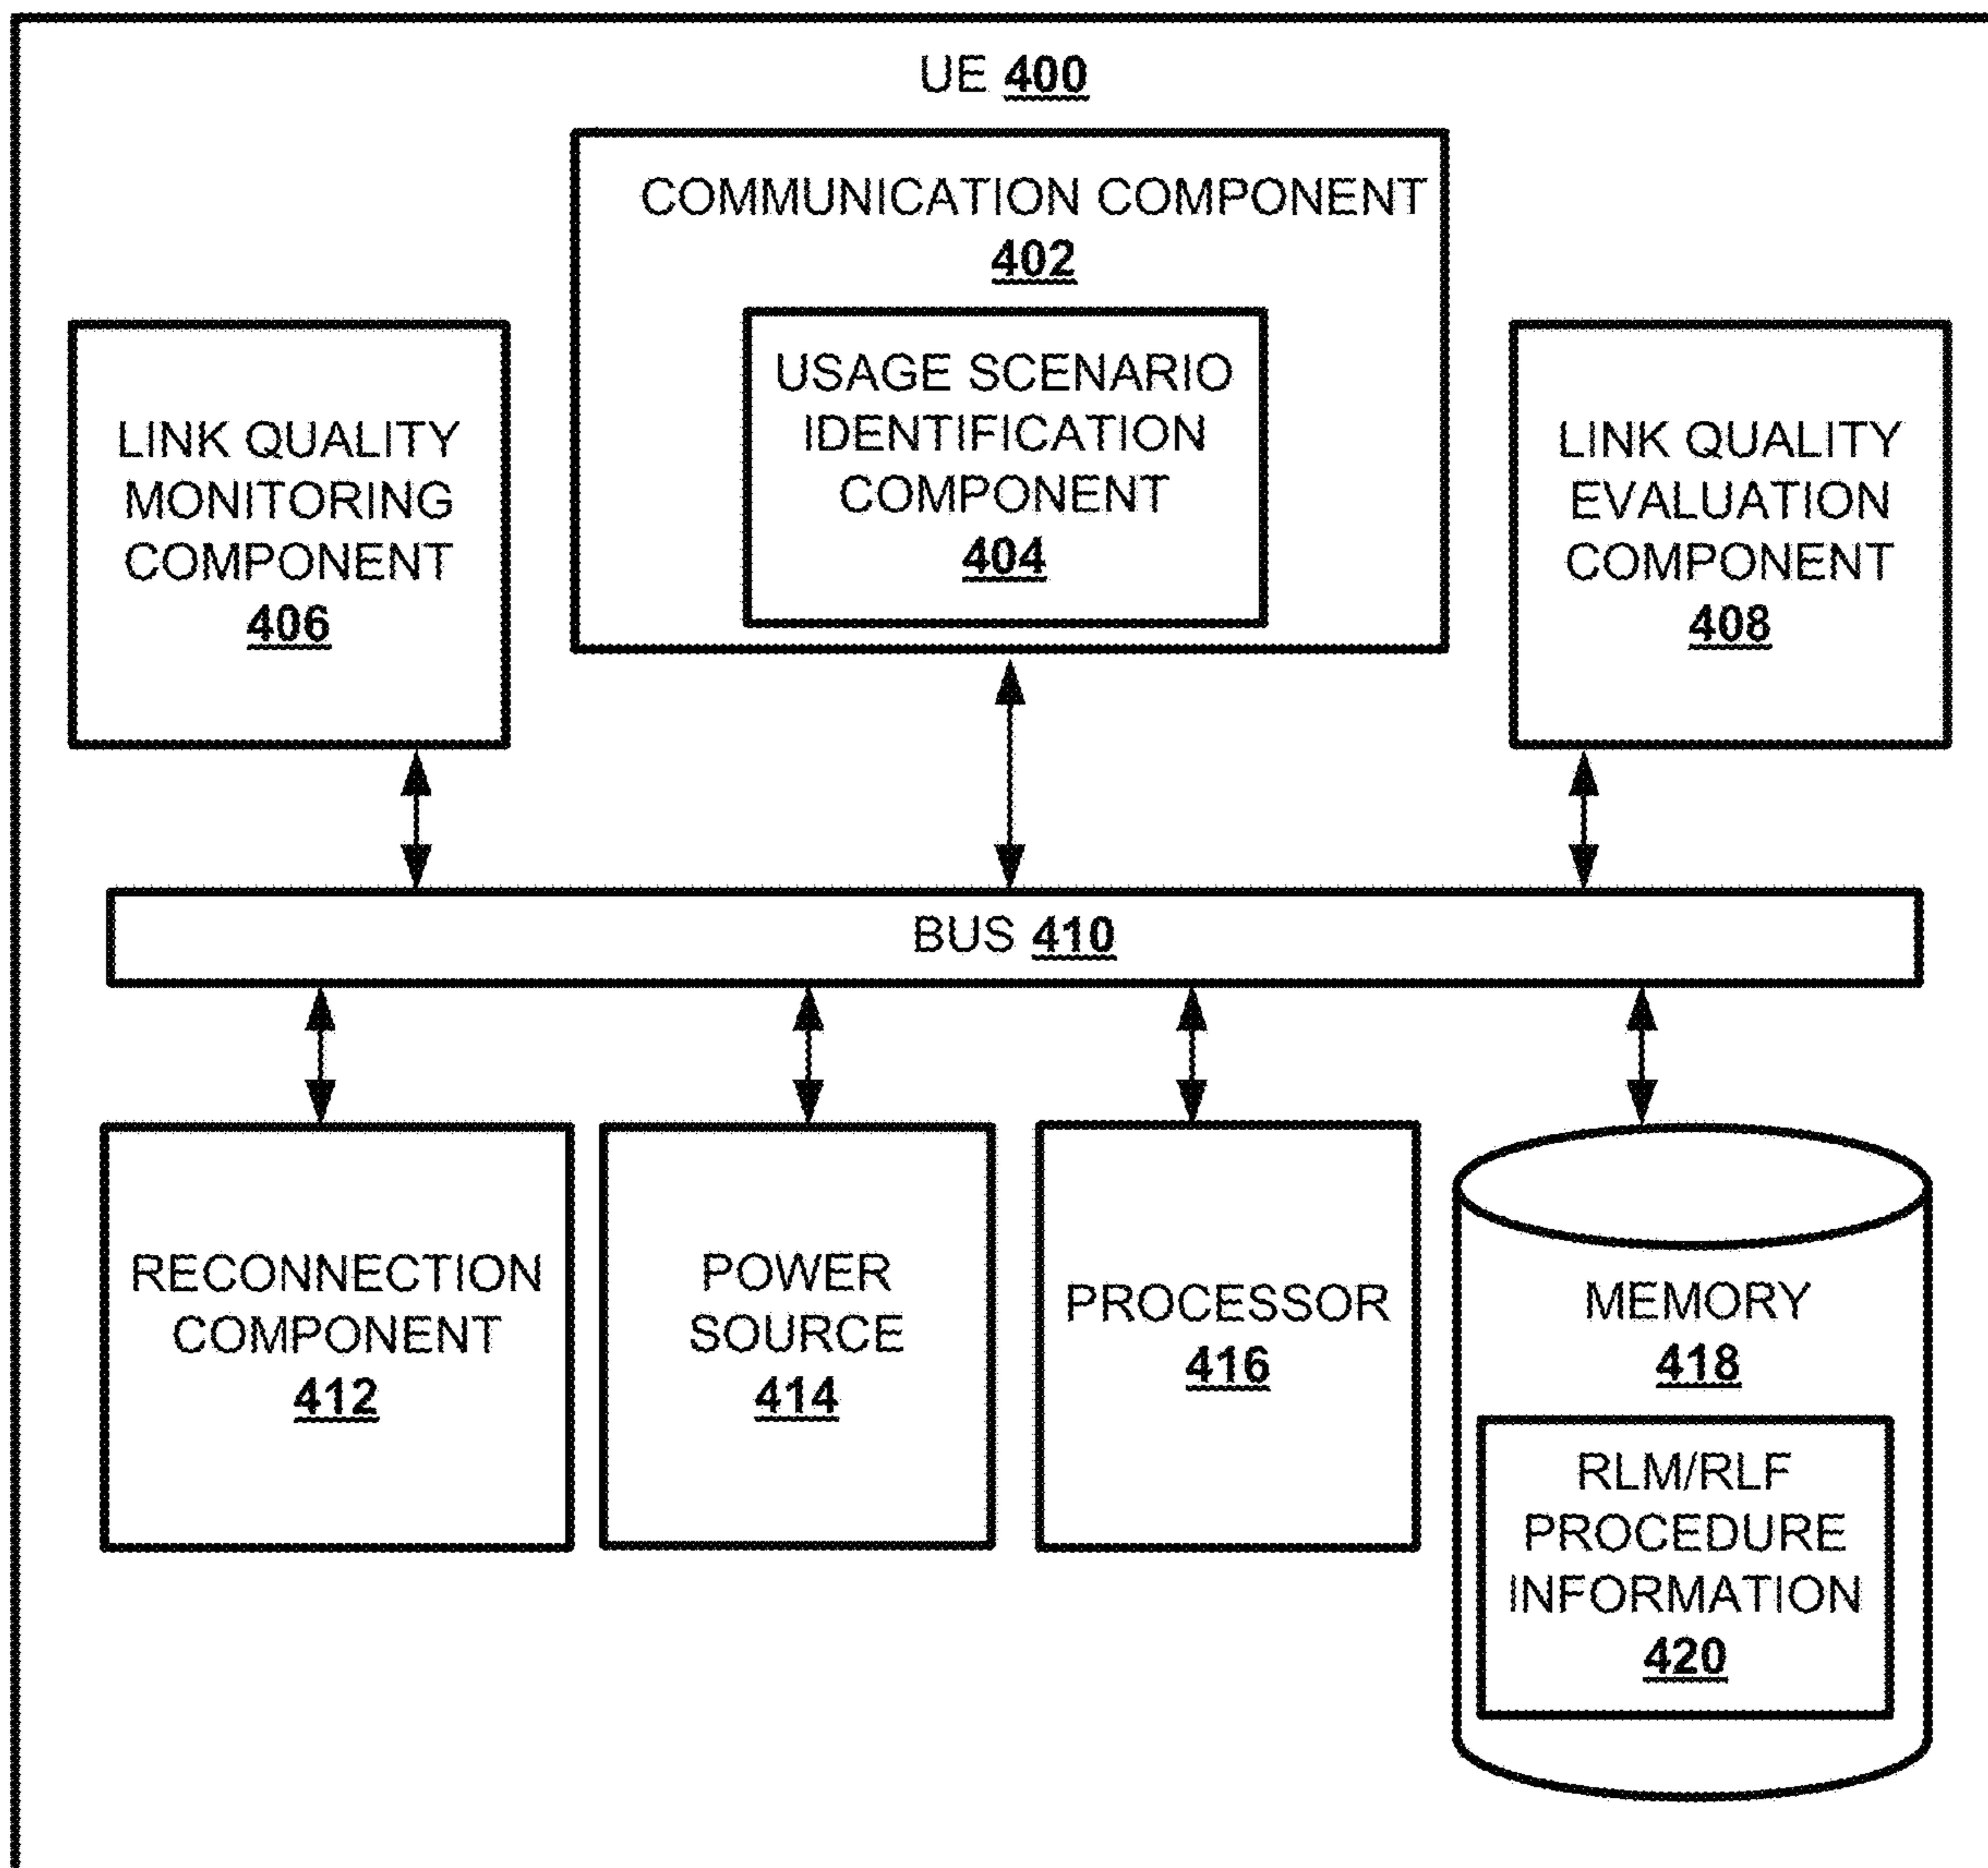 UE 400
COMMUNICATION COMPONENT
402
USAGE SCENARIO
IDENTIFICATION
COMPONENT
404
LINK QUALITY
MONITORING
COMPONENT
406
LINK QUALITY
EVALUATION
COMPONENT
408
BUS 410
RECONNECTION
COMPONENT
412
POWER
SOURCE
414
PROCESSOR
416
MEMORY
418
RLM/RLF
PROCEDURE
INFORMATION
420